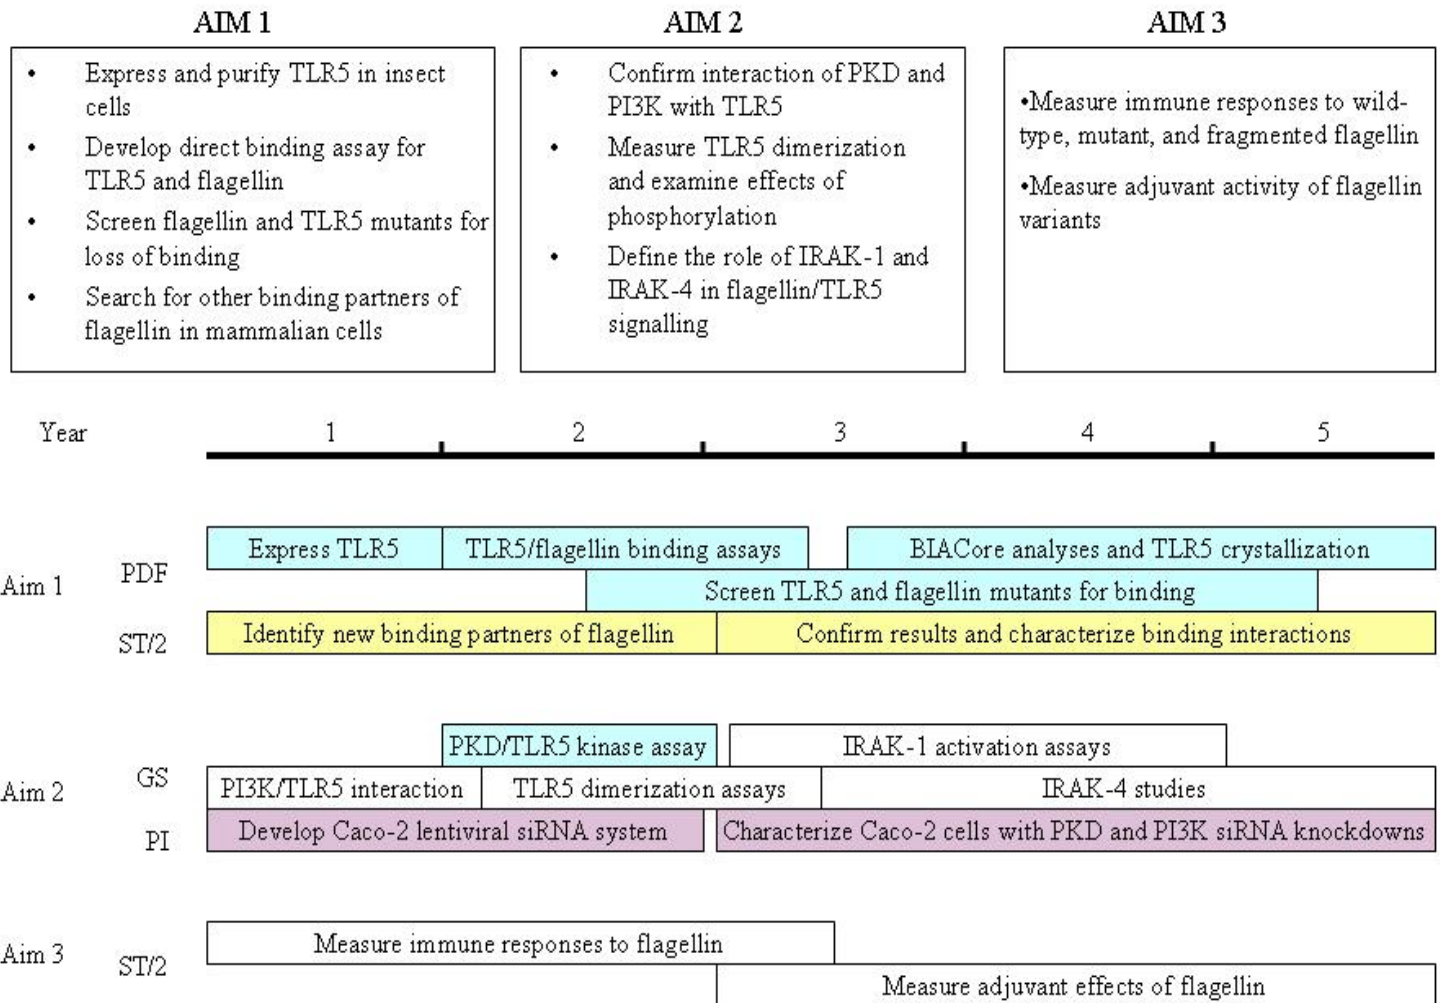 AIM 1
• Express and purify TLR5 in insect
cells
• Develop direct binding assay for
TLR5 and flagellin
• Screen flagellin and TLR5 mutants for
loss of binding
• Search for other binding partners of
flagellin in mammalian cells
AIM 2
• Confirm interaction of PKD and
PI3K with TLR5
• Measure TLR5 dimerization
and examine effects of
phosphorylation
• Define the role of IRAK-1 and
IRAK-4 in flagellin/TLR5
signalling
AIM 3
•Measure immune responses to wild-
type, mutant, and fragmented flagellin
•Measure adjuvant activity of flagellin
variants
Year 1 2 3 4 5
Aim 1
PDF
Express TLR5
TLR5/flagellin binding assays
BIACore analyses and TLR5 crystallization
Screen TLR5 and flagellin mutants for binding
ST/2
Identify new binding partners of flagellin
Confirm results and characterize binding interactions
Aim 2
GS
PKD/TLR5 kinase assay
IRAK-1 activation assays
PI3K/TLR5 interaction
TLR5 dimerization assays
IRAK-4 studies
PI
Develop Caco-2 lentiviral siRNA system
Characterize Caco-2 cells with PKD and PI3K siRNA knockdowns
Aim 3
ST/2
Measure immune responses to flagellin
Measure adjuvant effects of flagellin